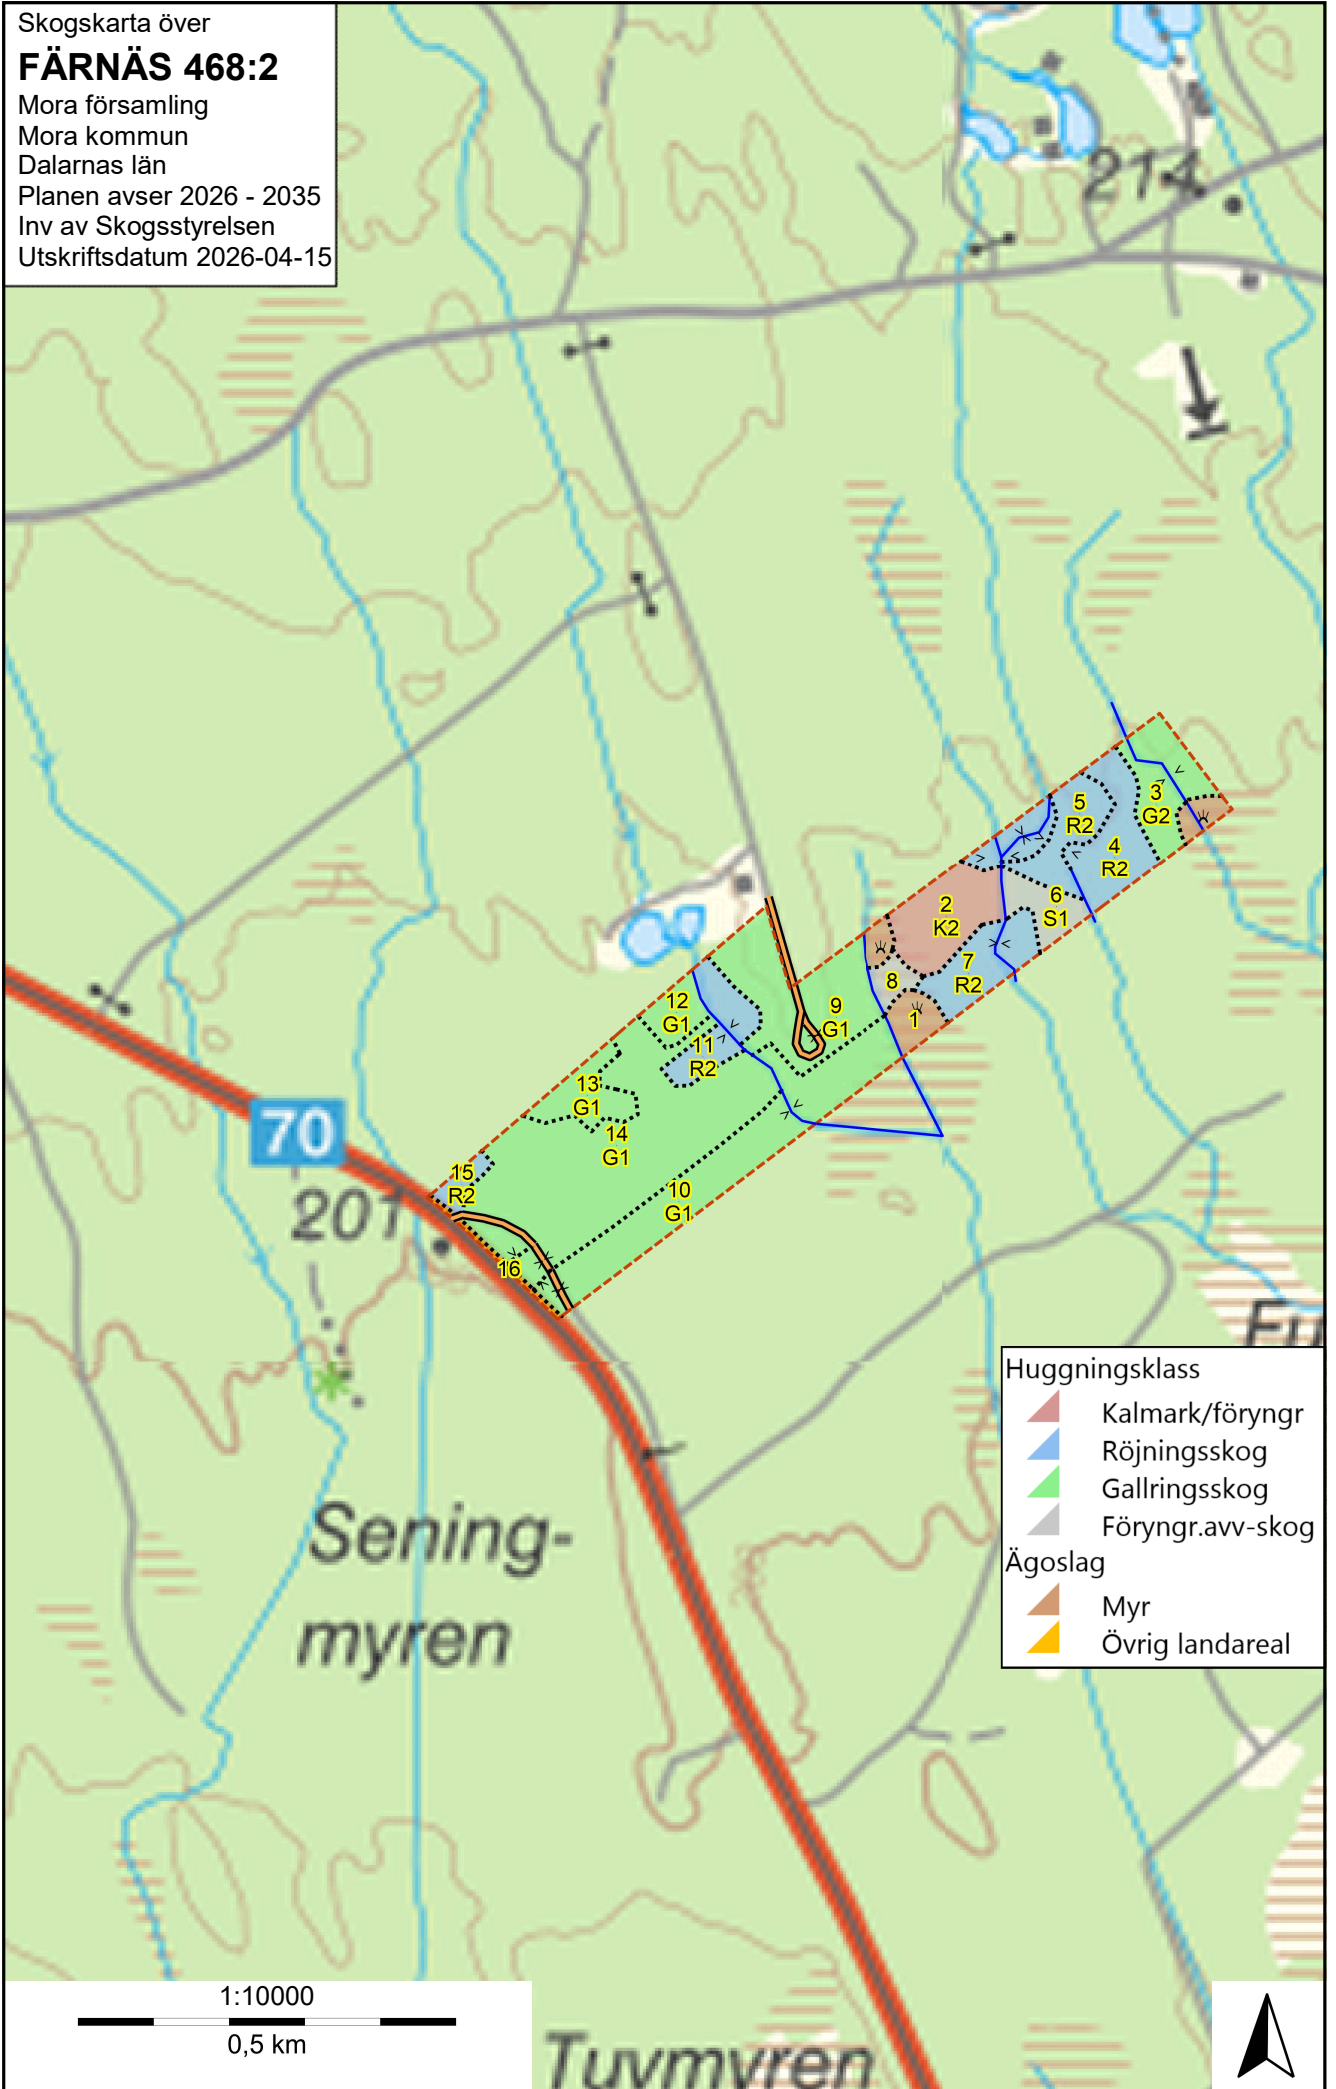 Skogskarta över
FÄRNÄS 468:2
Mora församling
Mora kommun
Dalarnas län
Planen avser 2026 - 2035
Inv av Skogsstyrelsen
Utskriftsdatum 2026-04-15
214
3
G2
5
R2
4
R2
6
S1
2
K2
7
R2
8
1
9
G1
12
G1
11
R2
13
G1
14
G1
15
R2
10
G1
16
70
201
Sening-
myren
Fu
Huggningsklass
Kalmark/föryngr
Röjningsskog
Gallringsskog
Föryngr.avv-skog
Ägoslag
Myr
Övrig landareal
1:10000
0,5 km
Tuvmyren